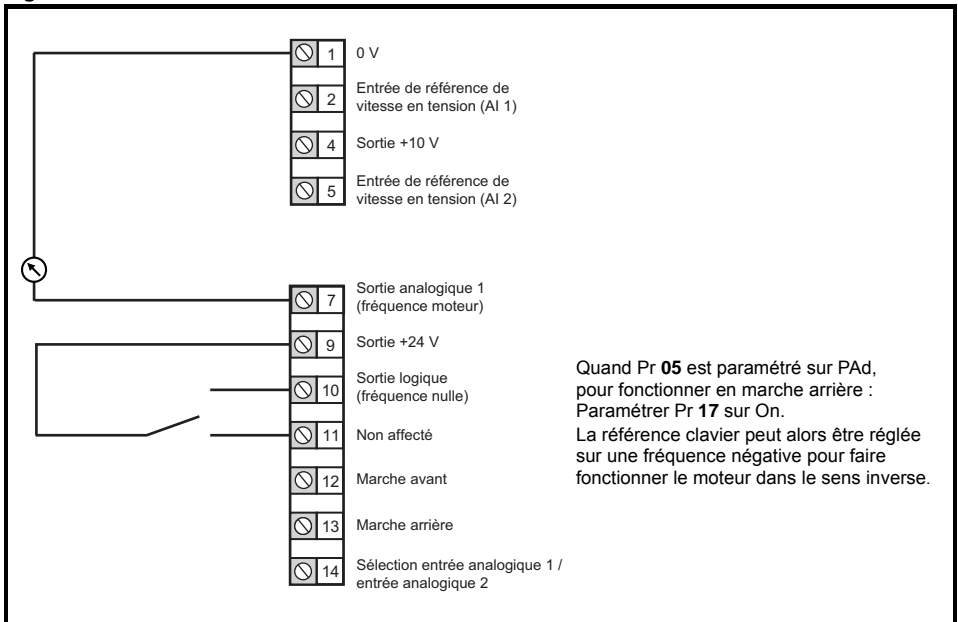 1 0 V
2 Entrée de référence de
vitesse en tension (AI 1)
4 Sortie +10 V
5 Entrée de référence de
vitesse en tension (AI 2)
7 Sortie analogique 1
(fréquence moteur)
9 Sortie +24 V
10 Sortie logique
(fréquence nulle)
11 Non affecté
12 Marche avant
13 Marche arrière
14 Sélection entrée analogique 1 /
entrée analogique 2
Quand Pr 05 est paramétré sur PAd,
pour fonctionner en marche arrière :
Paramétrer Pr 17 sur On.
La référence clavier peut alors être réglée
sur une fréquence négative pour faire
fonctionner le moteur dans le sens inverse.